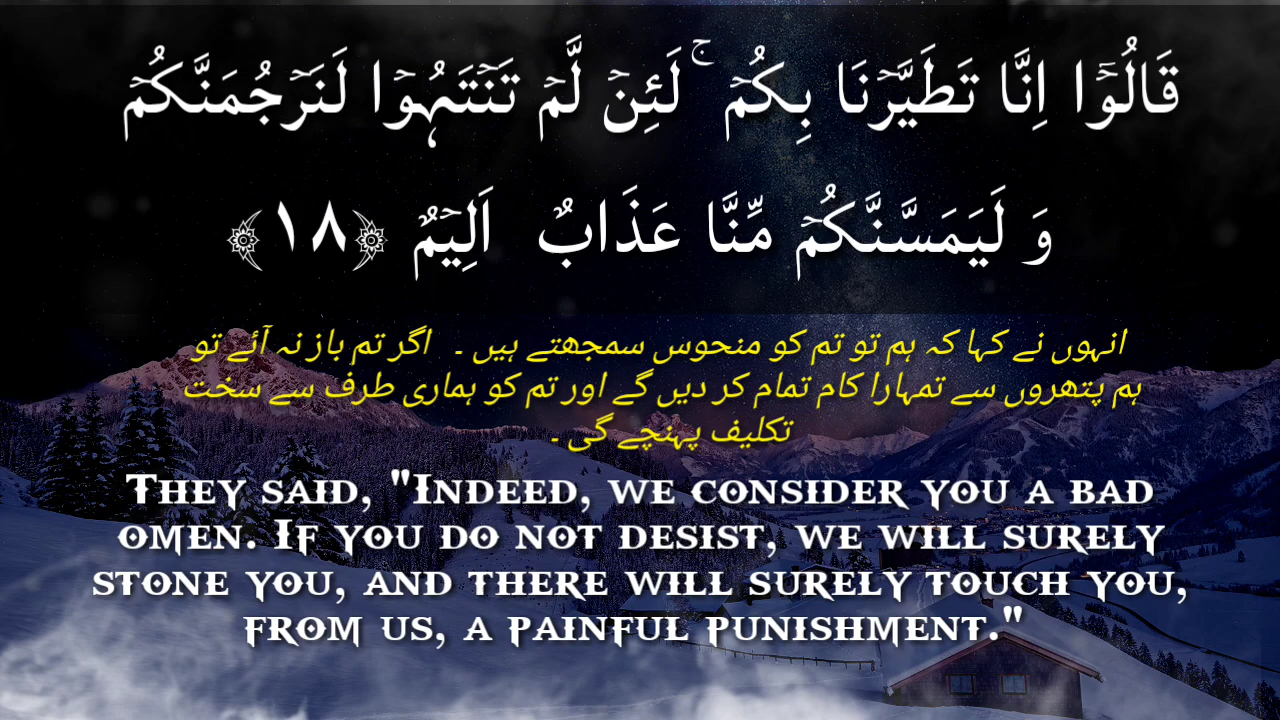 قَالُوۡۤا اِنَّا تَطَيَّرۡنَا بِكُمۡ ۚ لَئِنۡ لَّمۡ تَنۡتَهُوۡا لَنَرۡجُمَنَّكُمۡ
وَ لَيَمَسَّنَّكُمۡ مِّنَّا عَذَابٌ اَلِيۡمٌ ﴿۱۸﴾
انہوں نے کہا کہ ہم تو تم کو منحوس سمجھتے ہیں ۔ اگر تم باز نہ آئے تو
ہم پتھروں سے تمہارا کام تمام کر دیں گے اور تم کو ہماری طرف سے سخت
تکلیف پہنچے گی ۔
They said, "Indeed, we consider you a bad
omen. If you do not desist, we will surely
stone you, and there will surely touch you,
from us, a painful punishment."